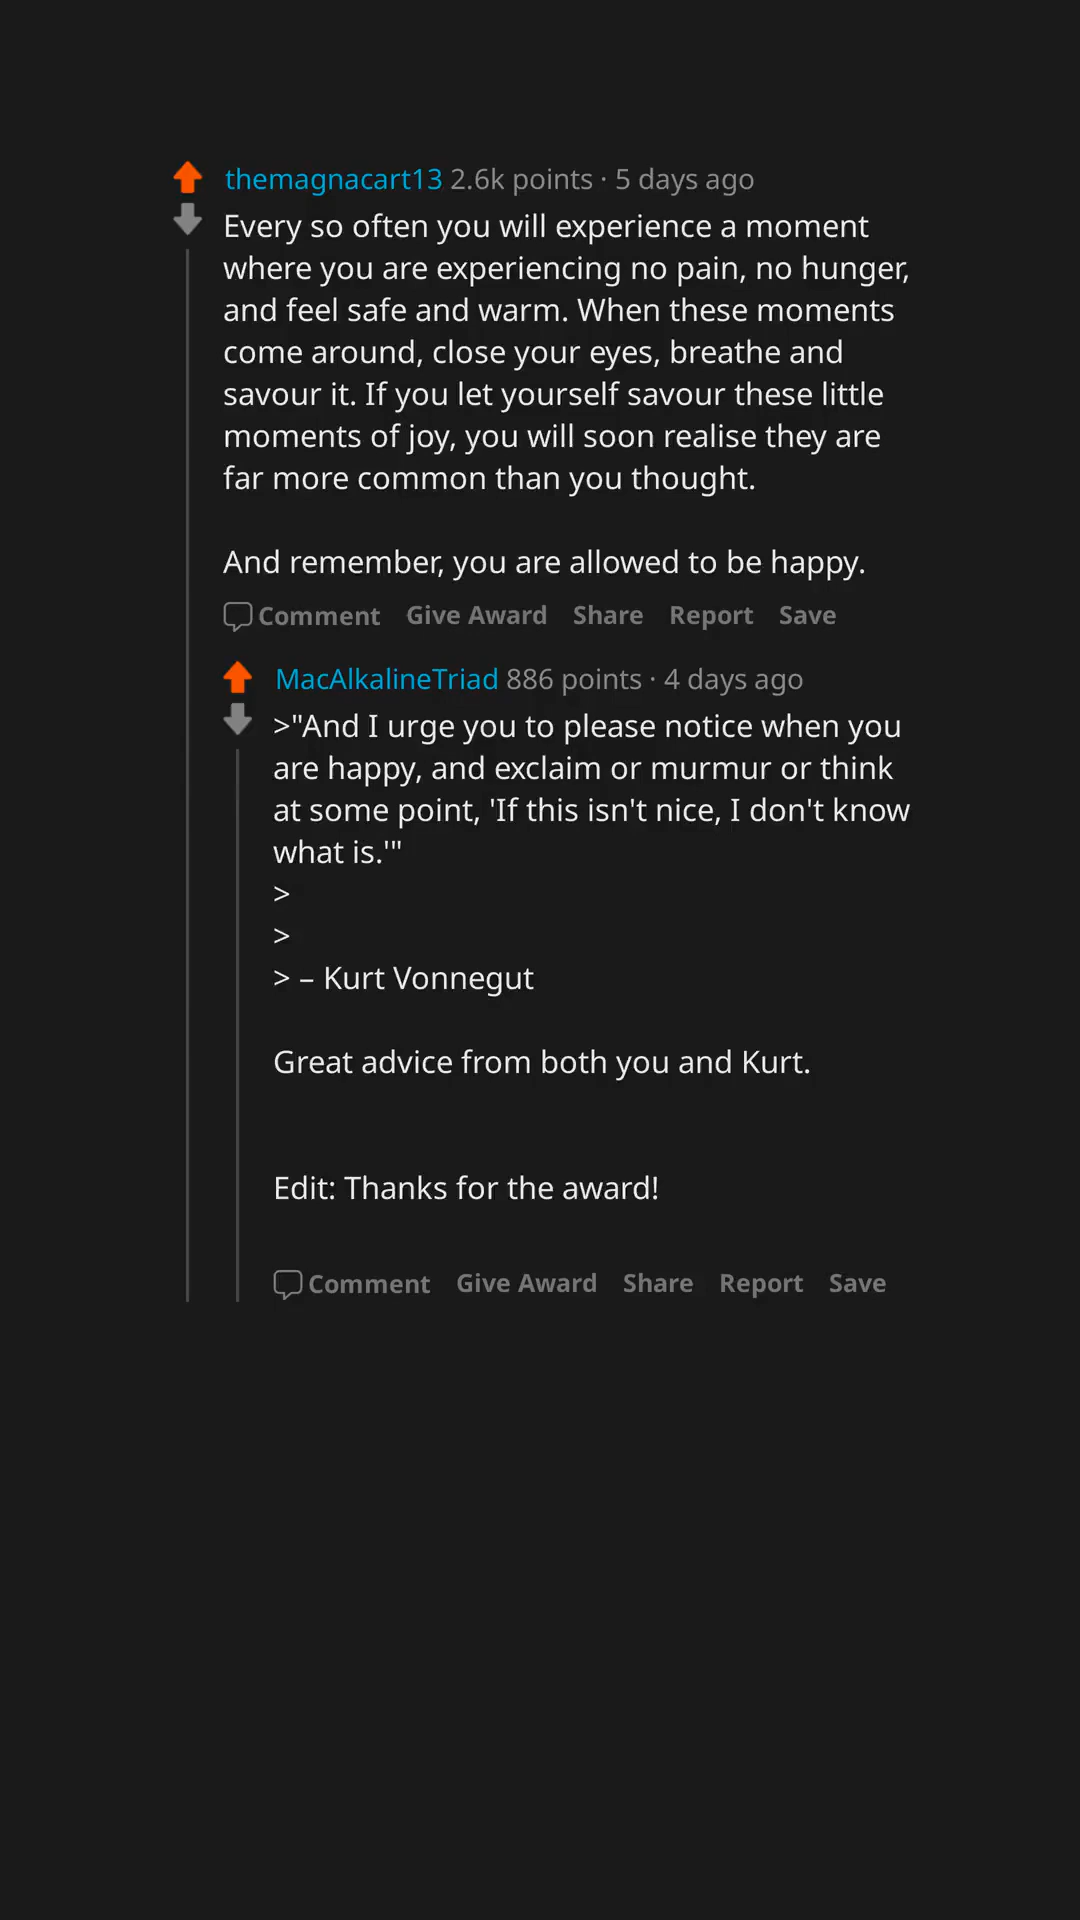 themagnacart13 2.6k points · 5 days ago
Every so often you will experience a moment
where you are experiencing no pain, no hunger,
and feel safe and warm. When these moments
come around, close your eyes, breathe and
savour it. If you let yourself savour these little
moments of joy, you will soon realise they are
far more common than you thought.
And remember, you are allowed to be happy.
Comment Give Award Share Report Save
MacAlkalineTriad 886 points · 4 days ago
>"And I urge you to please notice when you
are happy, and exclaim or murmur or think
at some point, 'If this isn't nice, I don't know
what is.'"
>
>
> – Kurt Vonnegut
Great advice from both you and Kurt.
Edit: Thanks for the award!
Comment Give Award Share Report Save